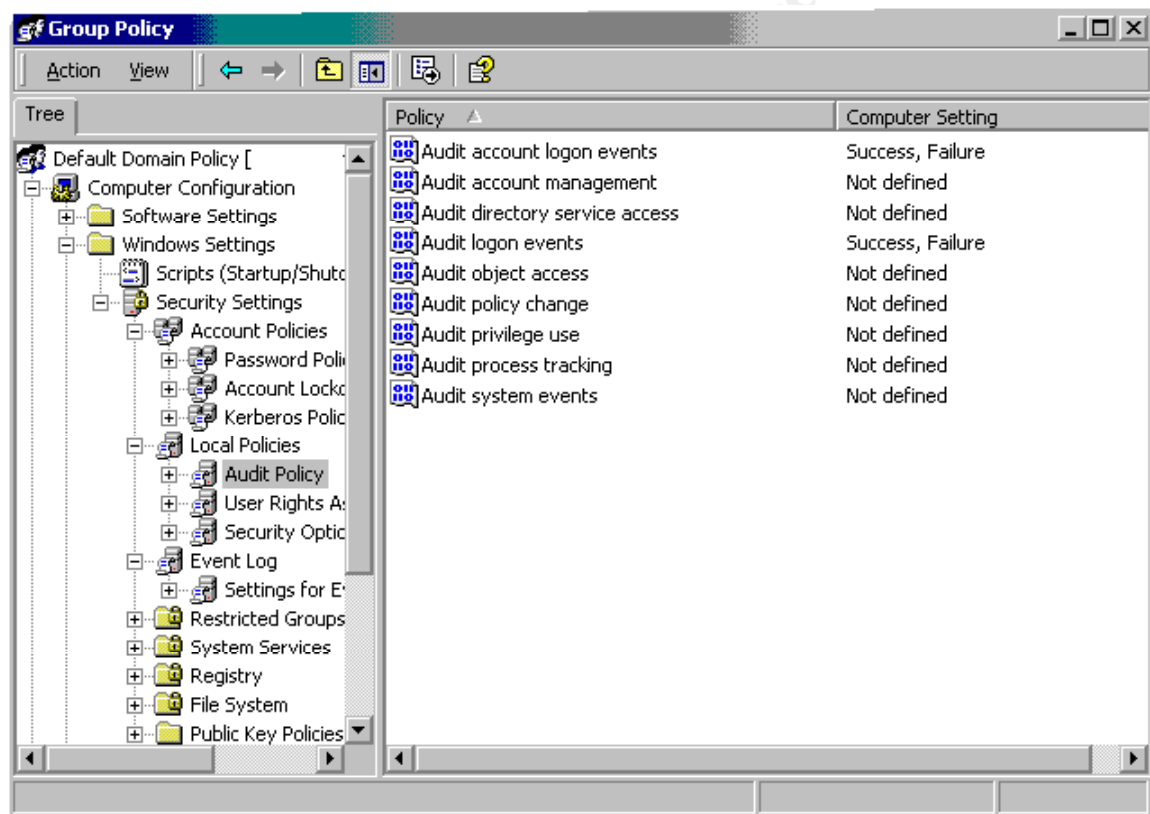 Group Policy
Action View
Tree
Policy Computer Setting
Default Domain Policy [
Computer Configuration
Software Settings
Windows Settings
Scripts (Startup/Shutd
Security Settings
Account Policies
Password Poli
Account Locko
Kerberos Polic
Local Policies
Audit Policy
User Rights A
Security Optio
Event Log
Settings for E
Restricted Groups
System Services
Registry
File System
Public Key Policies
Audit account logon events Success, Failure
Audit account management Not defined
Audit directory service access Not defined
Audit logon events Success, Failure
Audit object access Not defined
Audit policy change Not defined
Audit privilege use Not defined
Audit process tracking Not defined
Audit system events Not defined